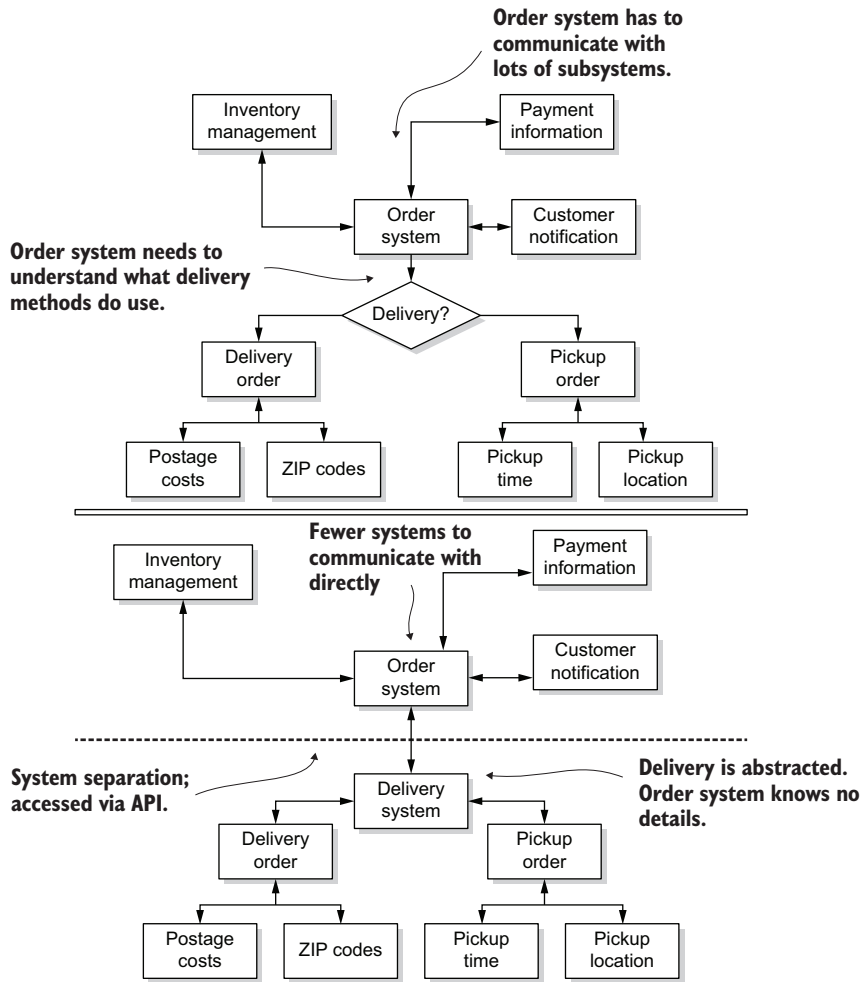 Order system has to
communicate with
lots of subsystems.
Inventory
management
Payment
information
Order
system
Customer
notification
Order system needs to
understand what delivery
methods do use.
Delivery?
Delivery
order
Pickup
order
Postage
costs
ZIP codes
Pickup
time
Pickup
location
Fewer systems to
communicate with
directly
Inventory
management
Payment
information
Order
system
Customer
notification
System separation;
accessed via API.
Delivery
system
Delivery is abstracted.
Order system knows no
details.
Delivery
order
Pickup
order
Postage
costs
ZIP codes
Pickup
time
Pickup
location